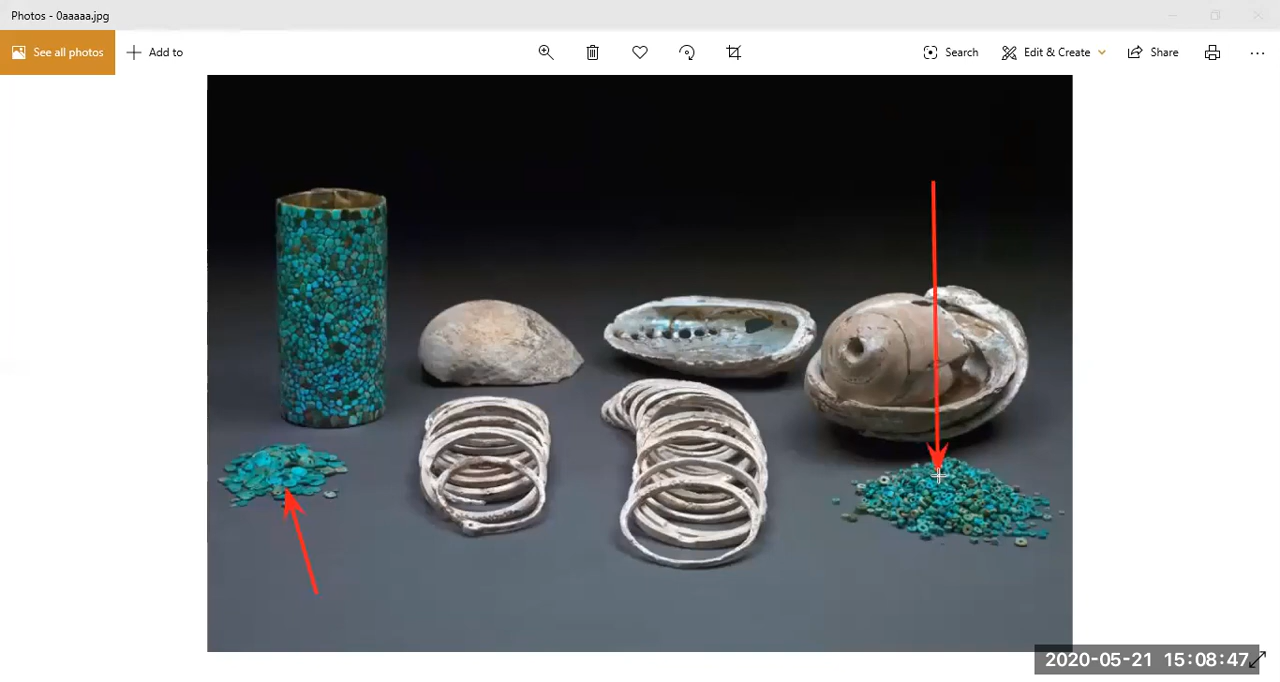 Photos - 0aaaaa.jpg
See all photos
Add to
Search
Edit & Create
Share
2020-05-21 15:08:47